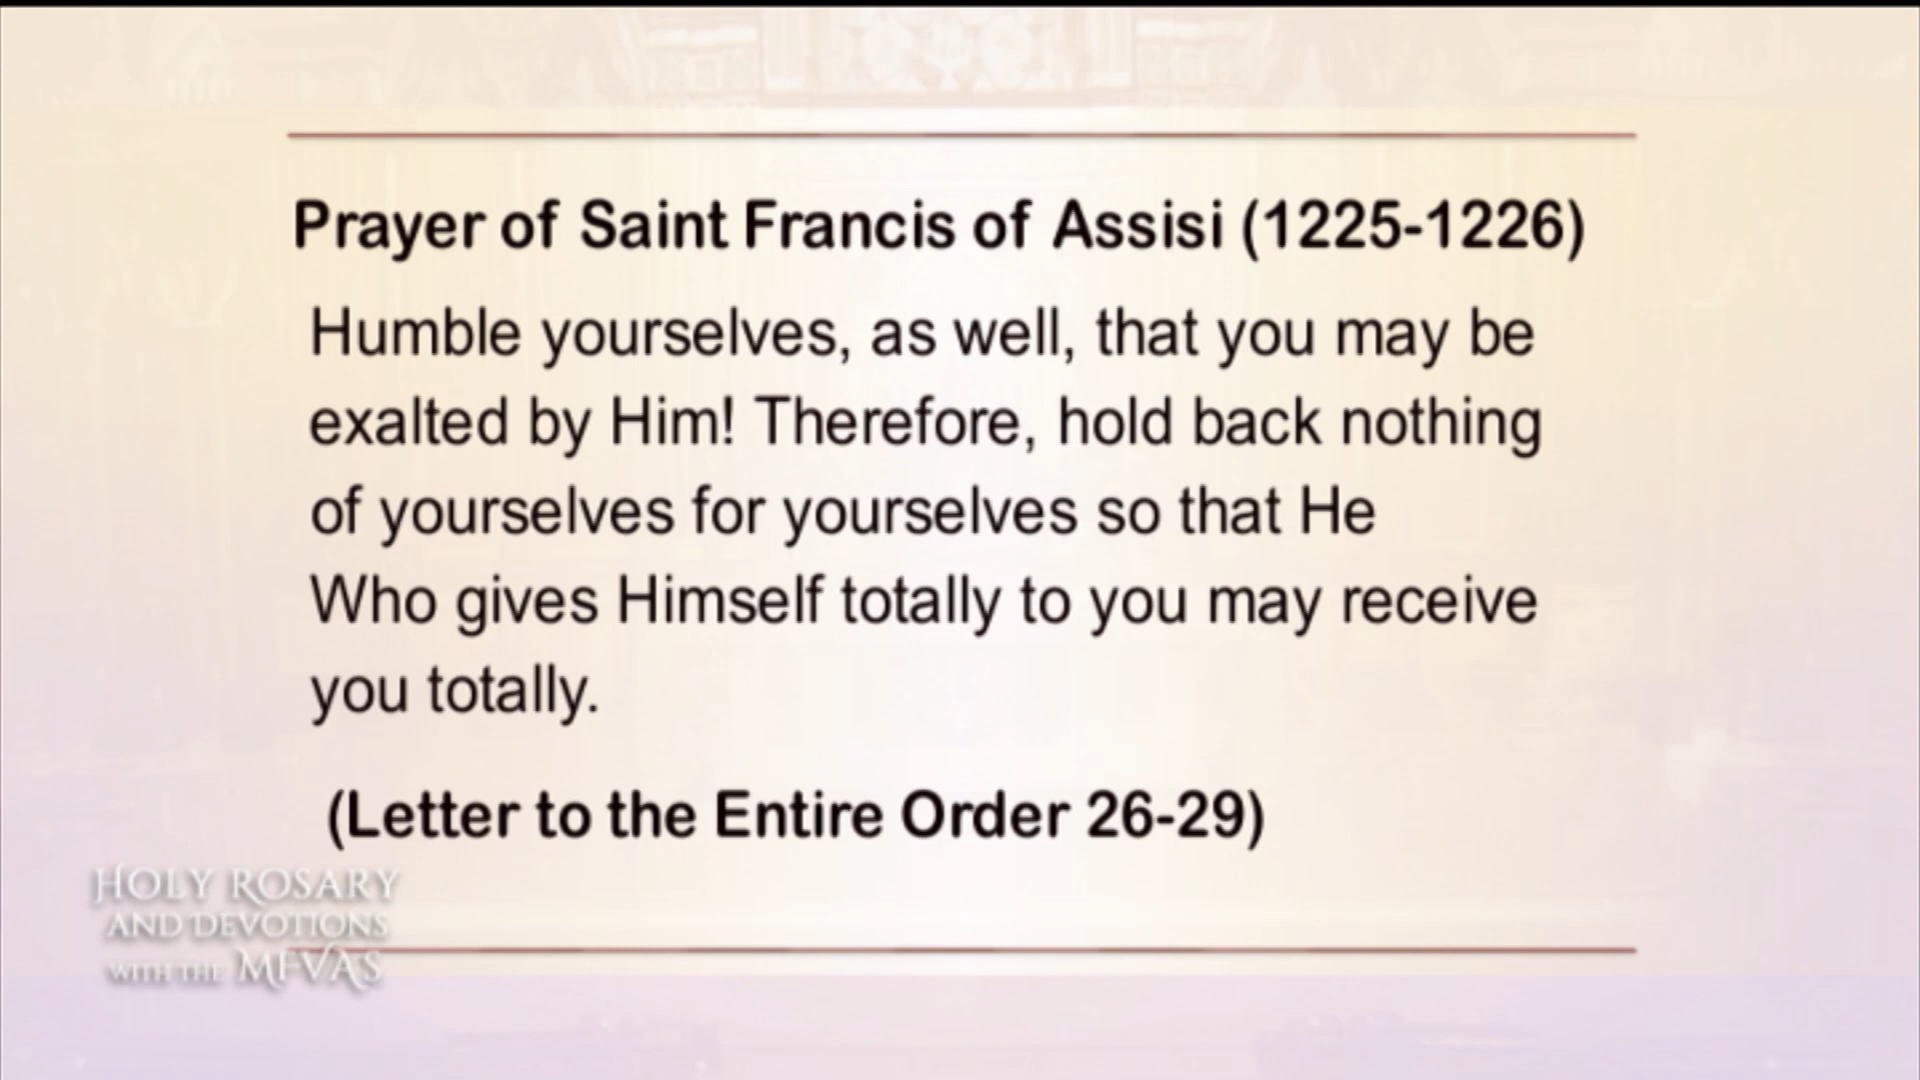 Prayer of Saint Francis of Assisi (1225-1226)
Humble yourselves, as well, that you may be
exalted by Him! Therefore, hold back nothing
of yourselves for yourselves so that He
Who gives Himself totally to you may receive
you totally.
(Letter to the Entire Order 26-29)
HOLY ROSARY
AND DEVOTIONS
WITH THE MFVAS